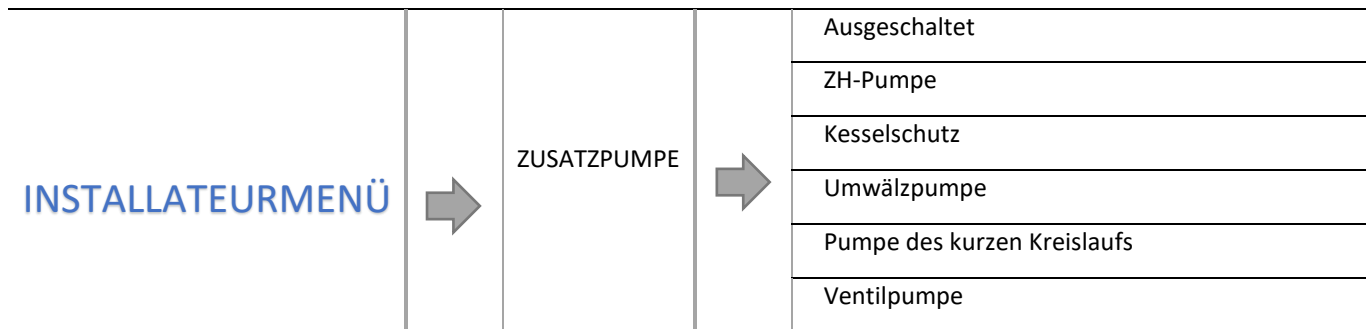 INSTALLATEURMENÜ
ZUSATZPUMPE
Ausgeschaltet
ZH-Pumpe
Kesselschutz
Umwälzpumpe
Pumpe des kurzen Kreislaufs
Ventilpumpe